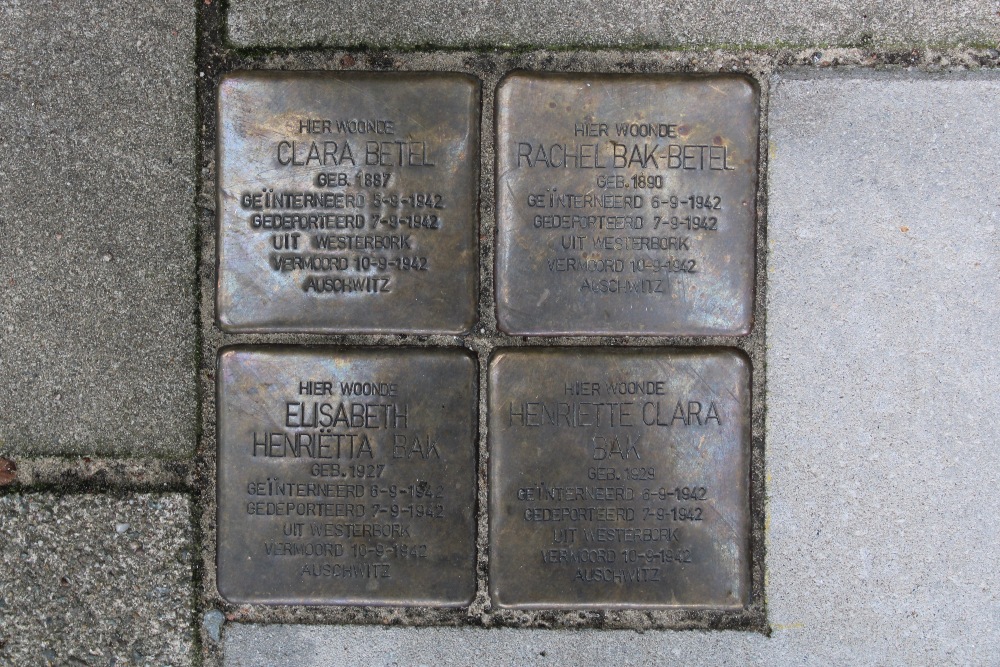 HIER WOONDE
CLARA BETEL
GEB. 1887
GEÏNTERNEERD 5-9-1942
GEDEPORTEERD 7-9-1942
UIT WESTERBORK
VERMOORD 10-9-1942
AUSCHWITZ
HIER WOONDE
RACHEL BAK-BETEL
GEB. 1890
GEÏNTERNEERD 6-9-1942
GEDEPORTEERD 7-9-1942
UIT WESTERBORK
VERMOORD 10-9-1942
AUSCHWITZ
HIER WOONDE
ELISABETH
HENRIËTTA BAK
GEB. 1927
GEÏNTERNEERD 6-9-1942
GEDEPORTEERD 7-9-1942
UIT WESTERBORK
VERMOORD 10-9-1942
AUSCHWITZ
HIER WOONDE
HENRIETTE CLARA
BAK
GEB. 1929
GEÏNTERNEERD 6-9-1942
GEDEPORTEERD 7-9-1942
UIT WESTERBORK
VERMOORD 10-9-1942
AUSCHWITZ